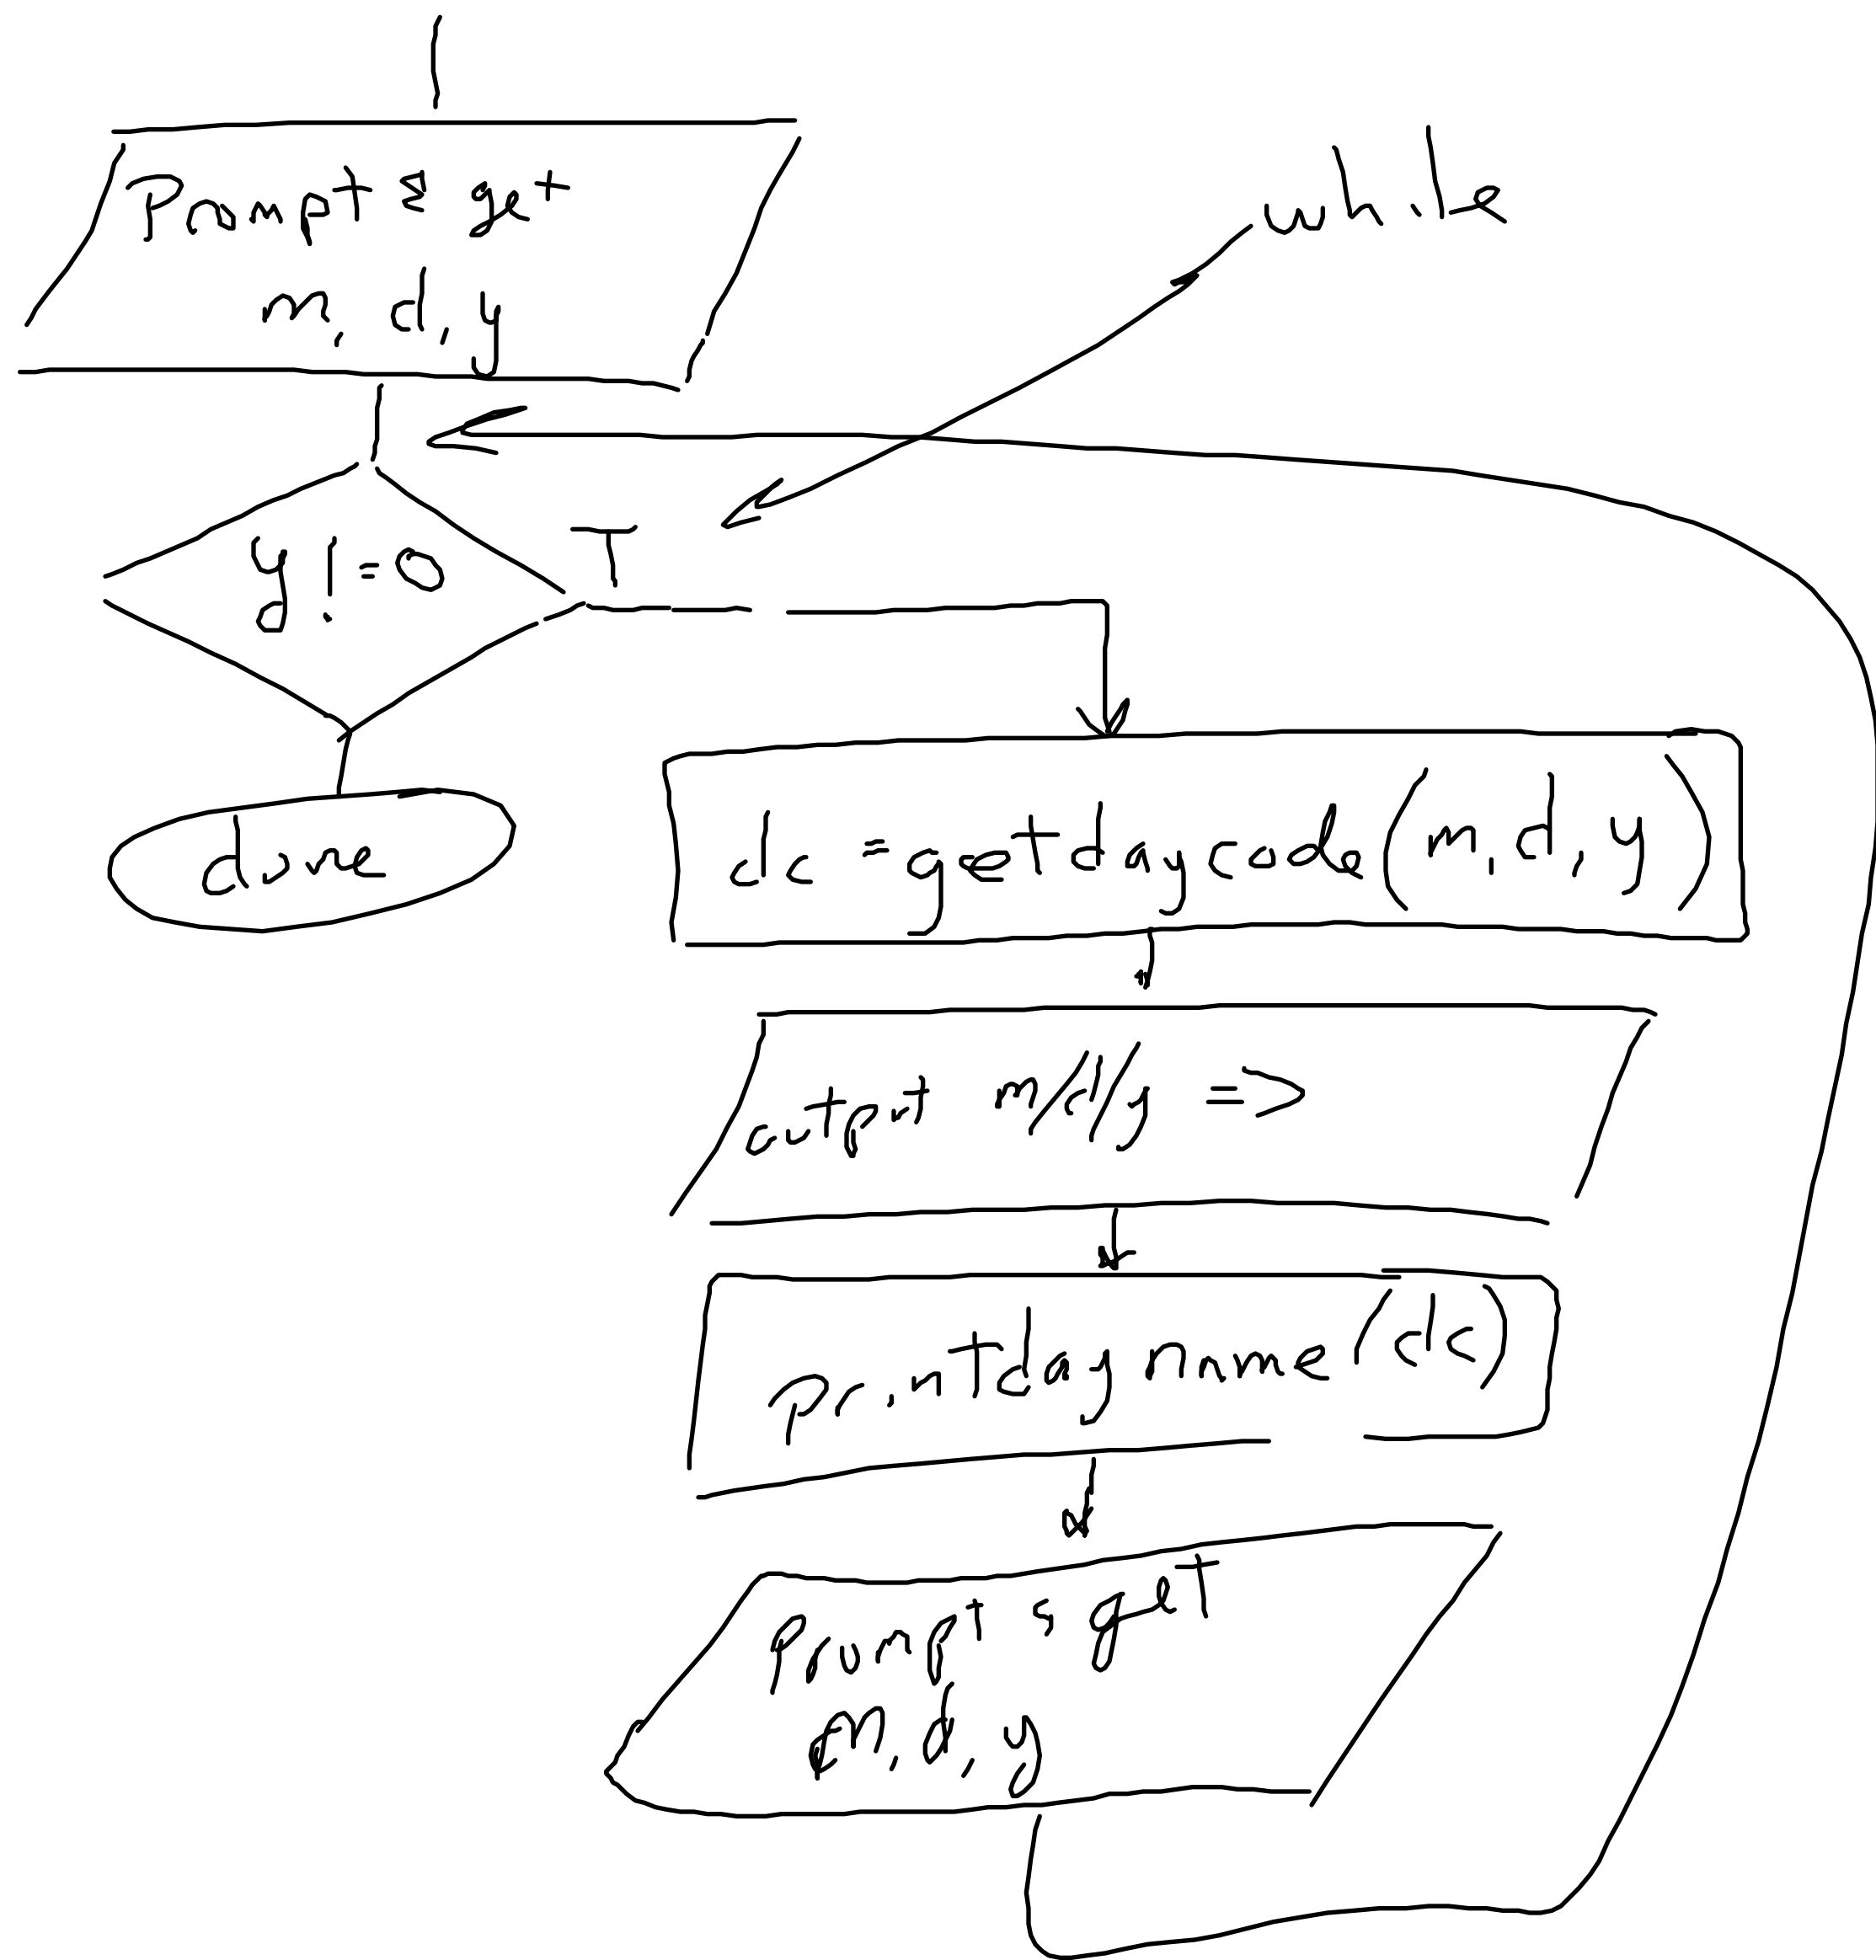 Prompt & get
m, d, y
while
y != 0
T
done
dc = getdaycode(m, d, y)
output m/d/y =>
printdayname(dc)
Prompt & get
m, d, y